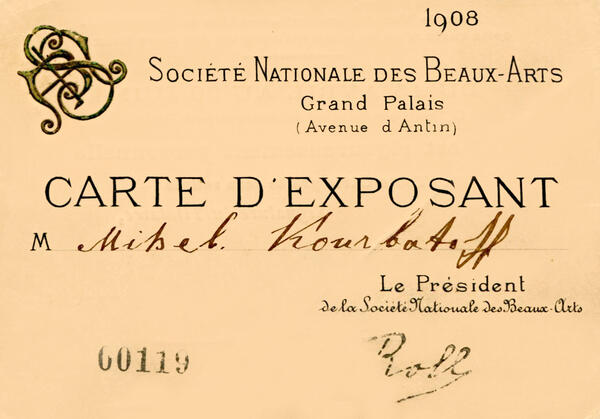 1908
SOCIÉTÉ NATIONALE DES BEAUX-ARTS
Grand Palais
(Avenue d'Antin)
CARTE D'EXPOSANT
M Mihel. Kourbatoff
Le Président
de la Société Nationale des Beaux-Arts
00119
Roll